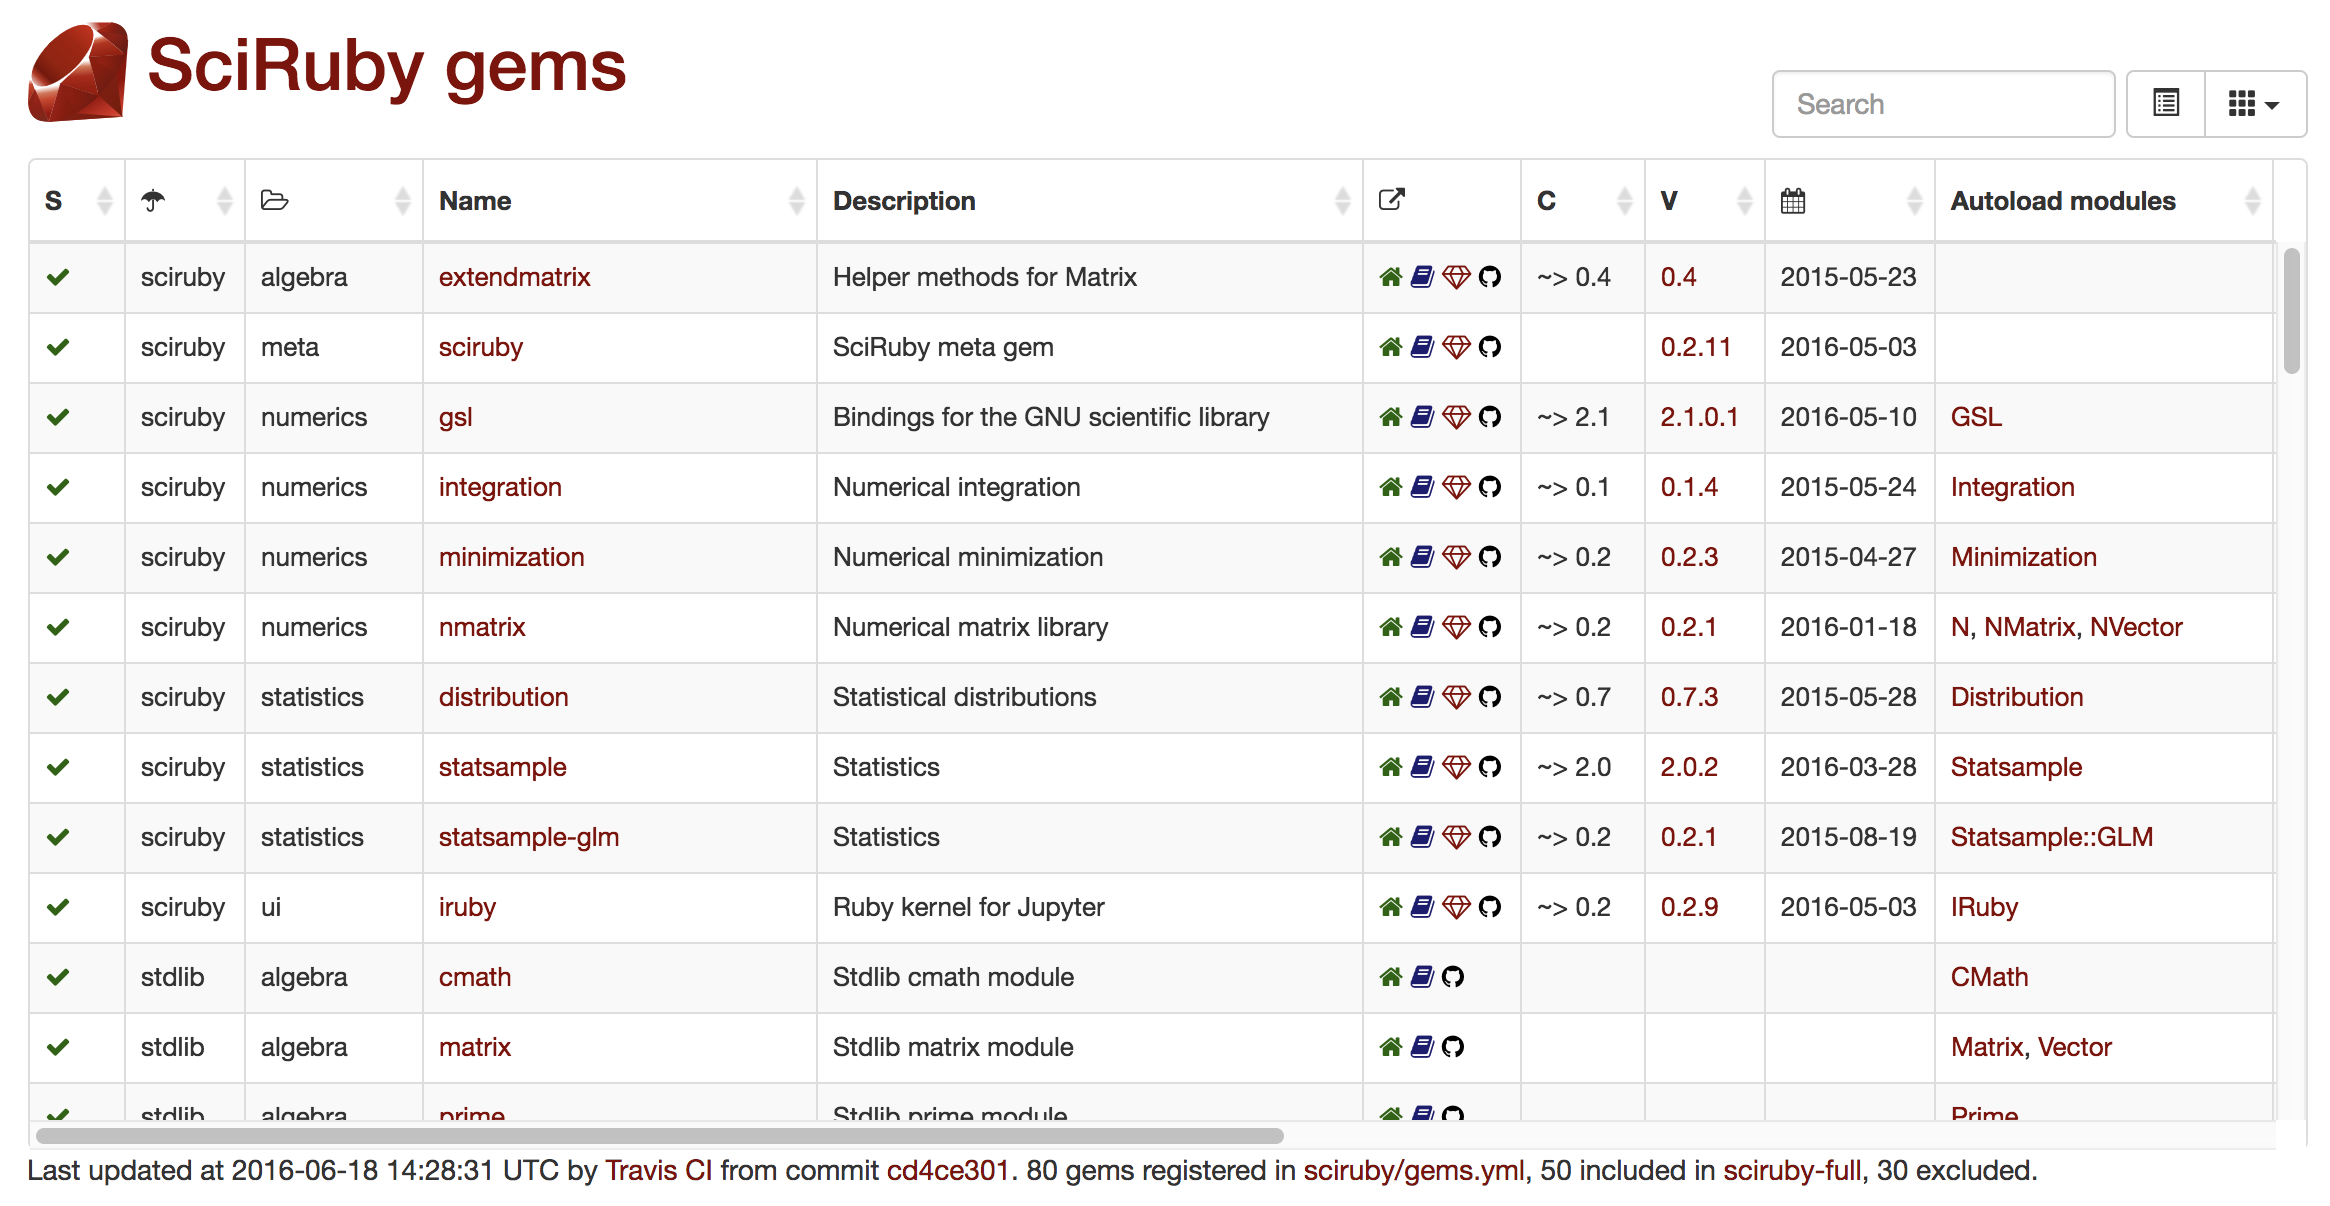 SciRuby gems
Search
S Name Description C V Autoload modules
sciruby algebra extendmatrix Helper methods for Matrix ~> 0.4 0.4 2015-05-23
sciruby meta sciruby SciRuby meta gem 0.2.11 2016-05-03
sciruby numerics gsl Bindings for the GNU scientific library ~> 2.1 2.1.0.1 2016-05-10 GSL
sciruby numerics integration Numerical integration ~> 0.1 0.1.4 2015-05-24 Integration
sciruby numerics minimization Numerical minimization ~> 0.2 0.2.3 2015-04-27 Minimization
sciruby numerics nmatrix Numerical matrix library ~> 0.2 0.2.1 2016-01-18 N, NMatrix, NVector
sciruby statistics distribution Statistical distributions ~> 0.7 0.7.3 2015-05-28 Distribution
sciruby statistics statsample Statistics ~> 2.0 2.0.2 2016-03-28 Statsample
sciruby statistics statsample-glm Statistics ~> 0.2 0.2.1 2015-08-19 Statsample::GLM
sciruby ui iruby Ruby kernel for Jupyter ~> 0.2 0.2.9 2016-05-03 IRuby
stdlib algebra cmath Stdlib cmath module CMath
stdlib algebra matrix Stdlib matrix module Matrix, Vector
stdlib algebra prime Stdlib prime module Prime
Last updated at 2016-06-18 14:28:31 UTC by Travis CI from commit cd4ce301. 80 gems registered in sciruby/gems.yml, 50 included in sciruby-full, 30 excluded.